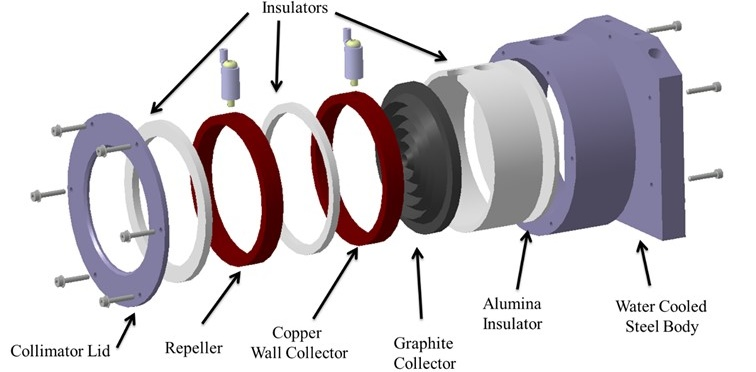 Insulators
Collimator Lid
Repeller
Copper
Wall Collector
Graphite
Collector
Alumina
Insulator
Water Cooled
Steel Body